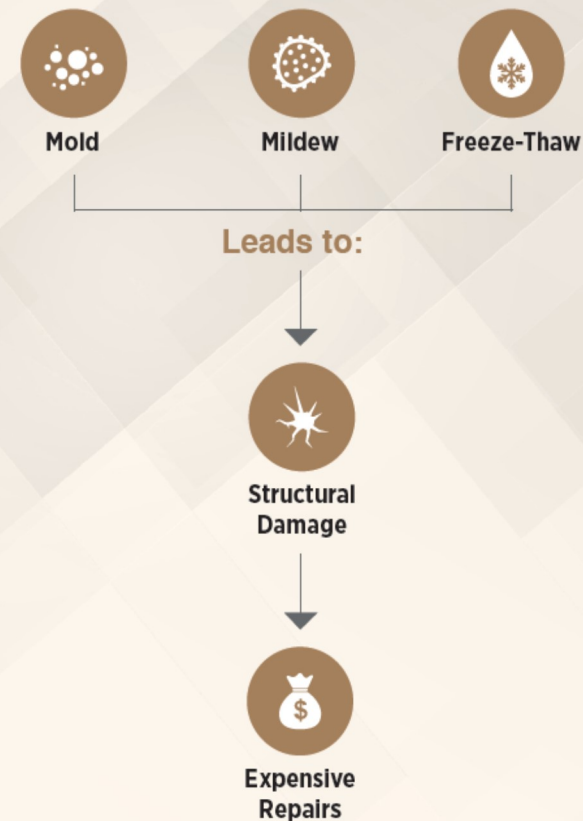 Mold
Mildew
Freeze-Thaw
Leads to:
Structural
Damage
$
Expensive
Repairs